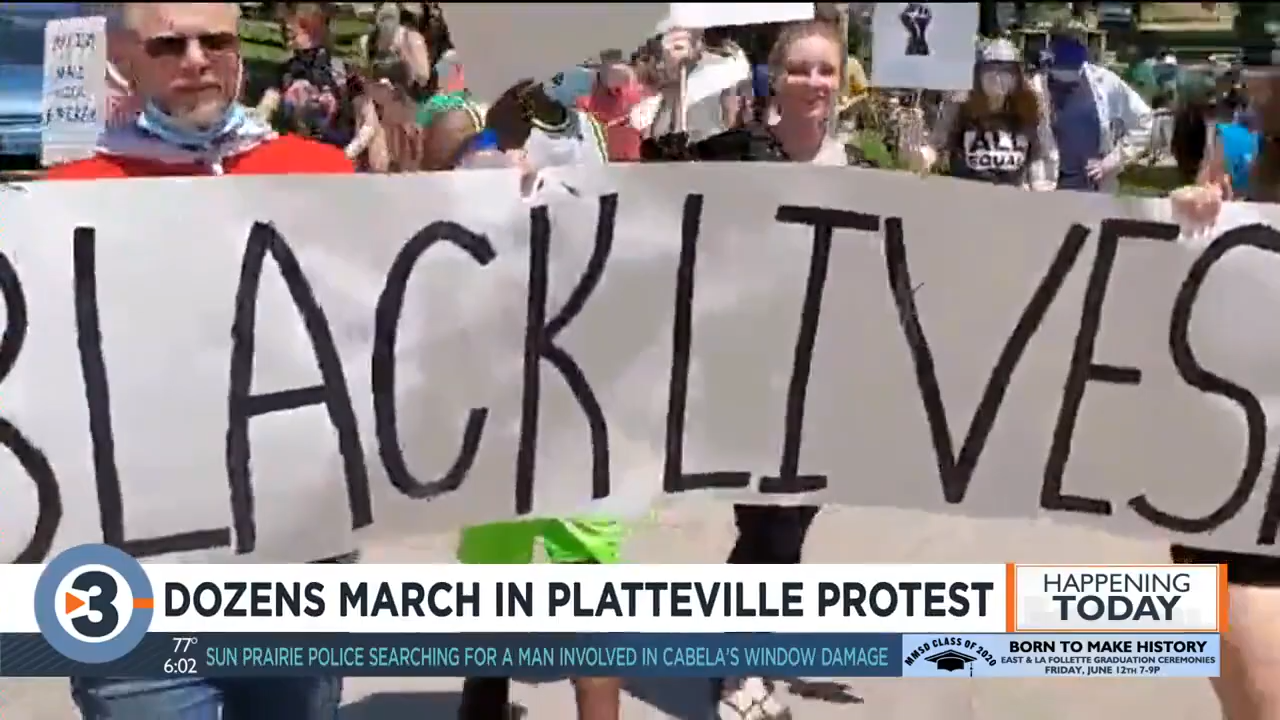 ALL
EQUAL
BLACK LIVES
3
DOZENS MARCH IN PLATTEVILLE PROTEST
HAPPENING
TODAY
77°
6:02
SUN PRAIRIE POLICE SEARCHING FOR A MAN INVOLVED IN CABELA'S WINDOW DAMAGE
MMSD CLASS OF 2020
BORN TO MAKE HISTORY
EAST & LA FOLLETTE GRADUATION CEREMONIES
FRIDAY, JUNE 12TH 7-9P